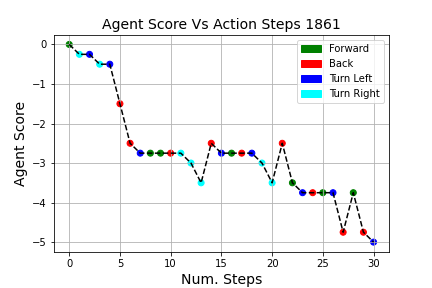 Agent Score Vs Action Steps 1861
Forward
Back
Turn Left
Turn Right
0
−1
−2
−3
−4
−5
Agent Score
0 5 10 15 20 25 30
Num. Steps